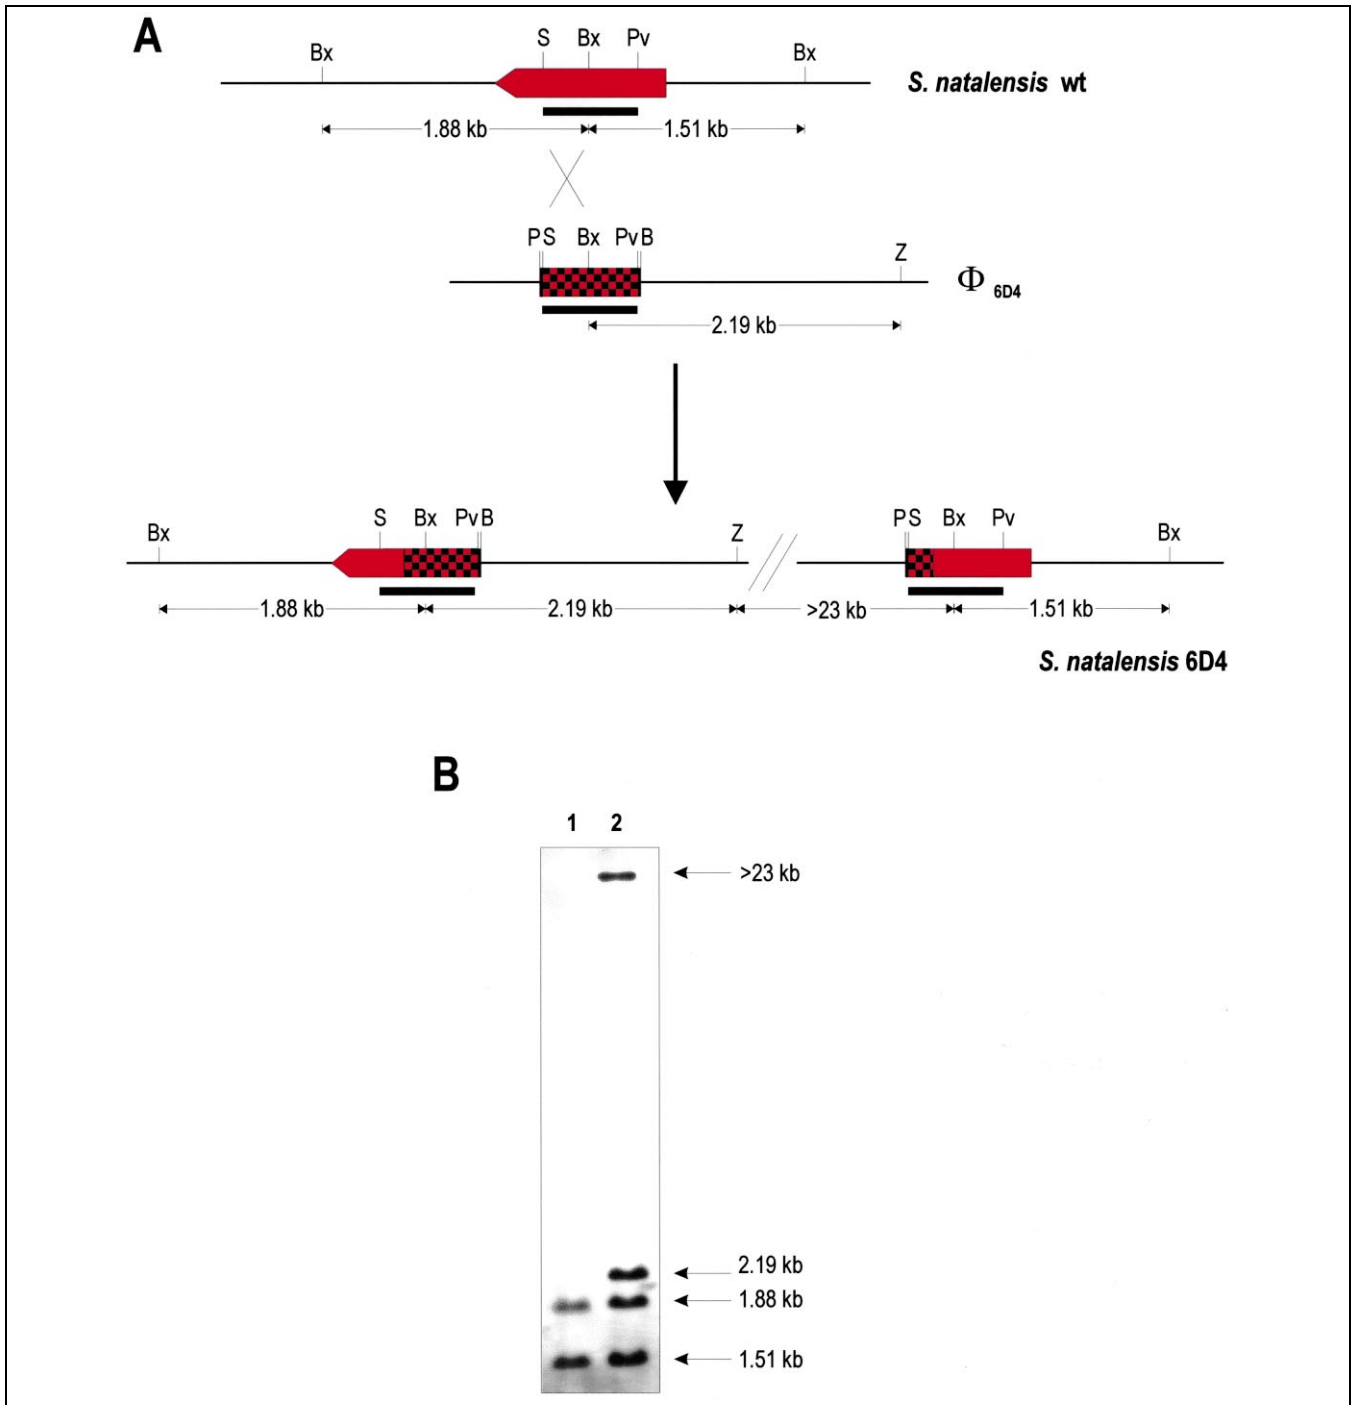 A
S Bx Pv
Bx Bx
S. natalensis wt
1.88 kb 1.51 kb
P S Bx Pv B
Z
Φ 6D4
2.19 kb
S Bx Pv B P S Bx Pv
Bx Z Bx
1.88 kb 2.19 kb >23 kb 1.51 kb
S. natalensis 6D4
B
1 2
>23 kb
2.19 kb
1.88 kb
1.51 kb